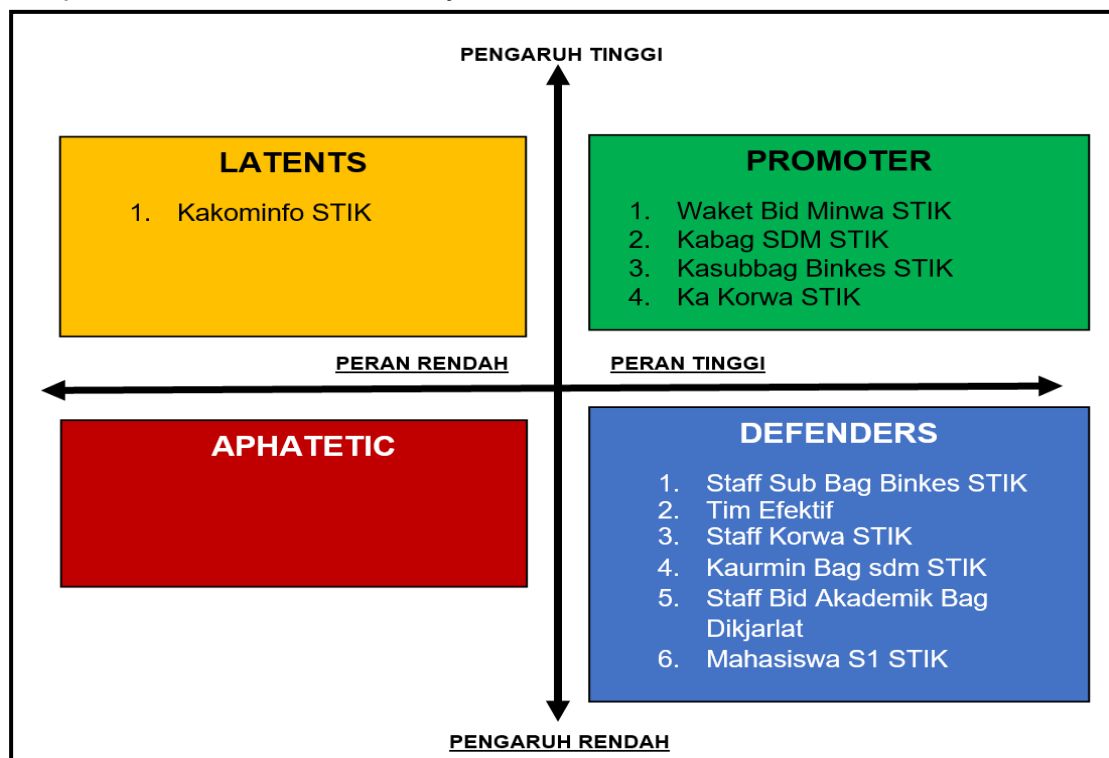 PENGARUH TINGGI
LATENTS
1. Kakominfo STIK
PROMOTER
1. Waket Bid Minwa STIK
2. Kabag SDM STIK
3. Kasubbag Binkes STIK
4. Ka Korwa STIK
PERAN RENDAH
PERAN TINGGI
APHATETIC
DEFENDERS
1. Staff Sub Bag Binkes STIK
2. Tim Efektif
3. Staff Korwa STIK
4. Kaurmin Bag sdm STIK
5. Staff Bid Akademik Bag
Dikjarlat
6. Mahasiswa S1 STIK
PENGARUH RENDAH